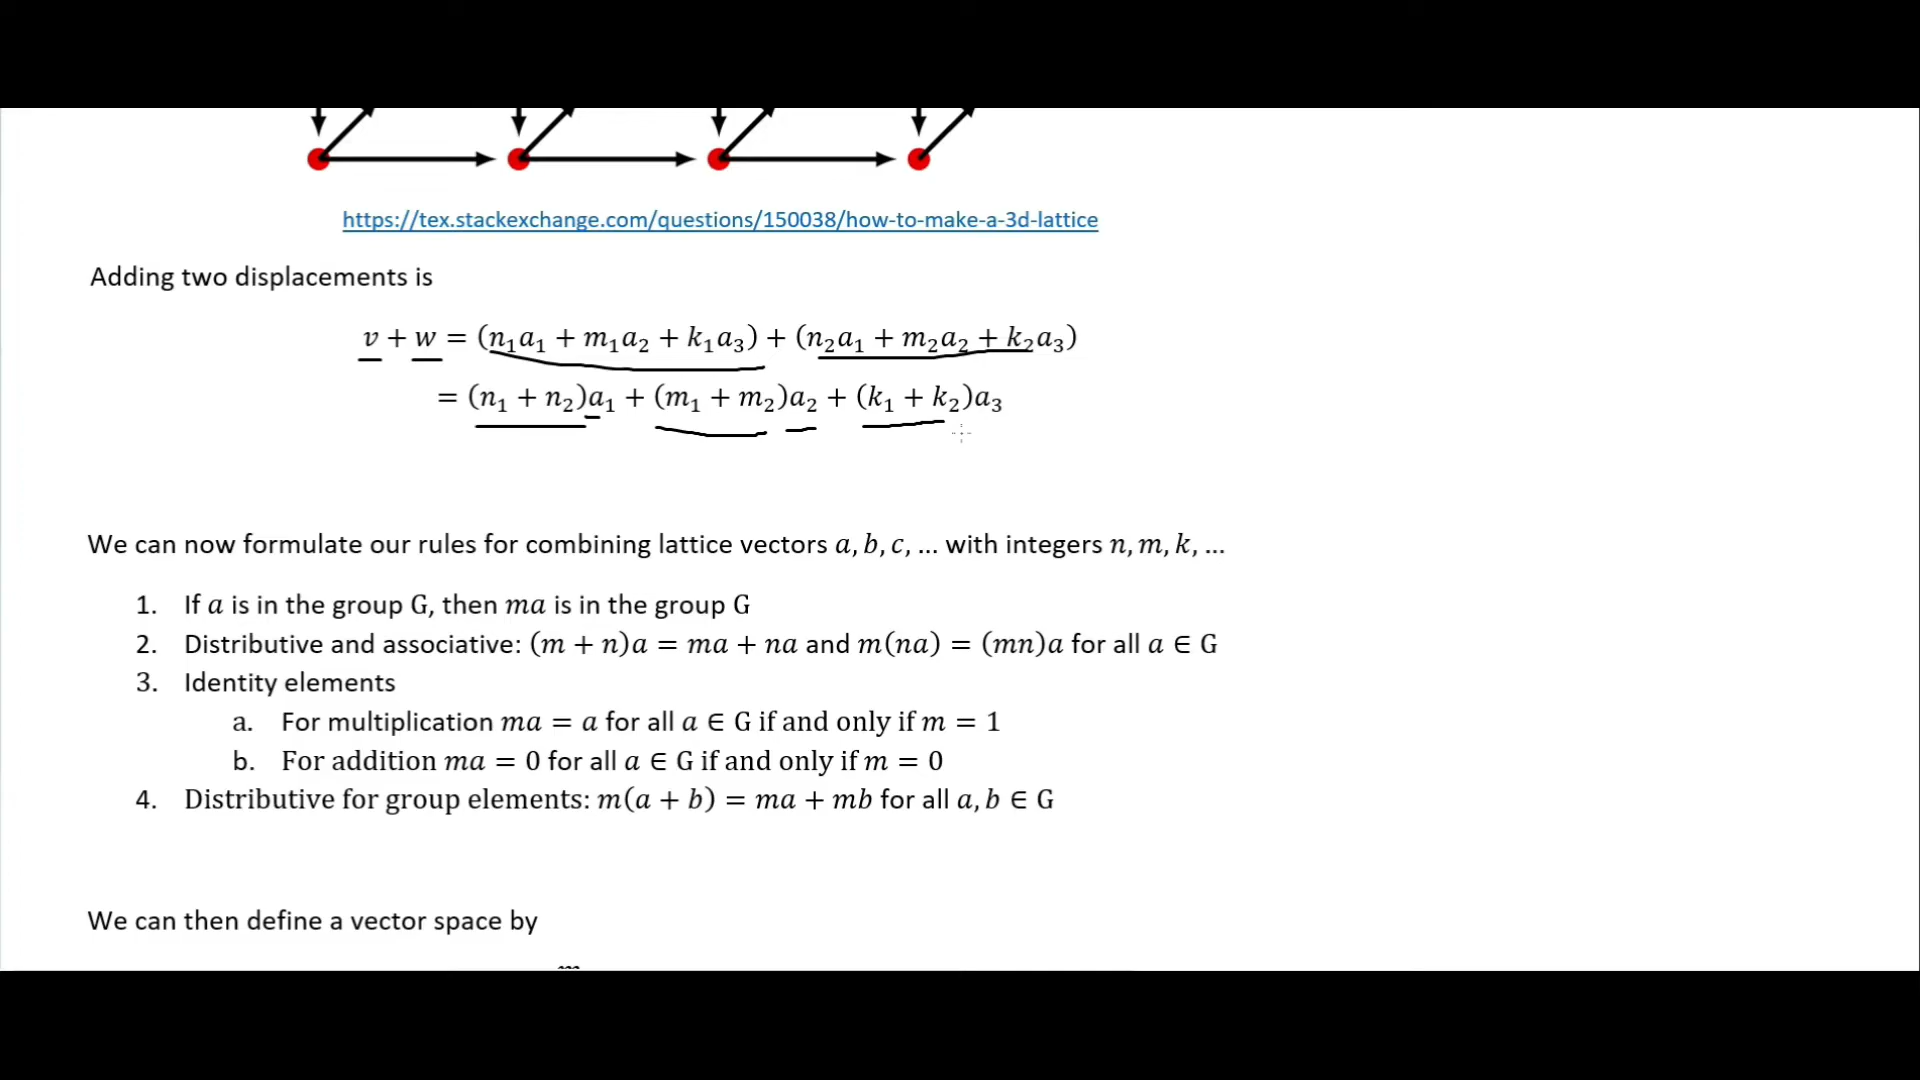 https://tex.stackexchange.com/questions/150038/how-to-make-a-3d-lattice
Adding two displacements is
v + w = (n₁a₁ + m₁a₂ + k₁a₃) + (n₂a₁ + m₂a₂ + k₂a₃)
= (n₁ + n₂)a₁ + (m₁ + m₂)a₂ + (k₁ + k₂)a₃
We can now formulate our rules for combining lattice vectors a, b, c, ... with integers n, m, k, ...
1. If a is in the group G, then ma is in the group G
2. Distributive and associative: (m + n)a = ma + na and m(na) = (mn)a for all a ∈ G
3. Identity elements
a. For multiplication ma = a for all a ∈ G if and only if m = 1
b. For addition ma = 0 for all a ∈ G if and only if m = 0
4. Distributive for group elements: m(a + b) = ma + mb for all a, b ∈ G
We can then define a vector space by